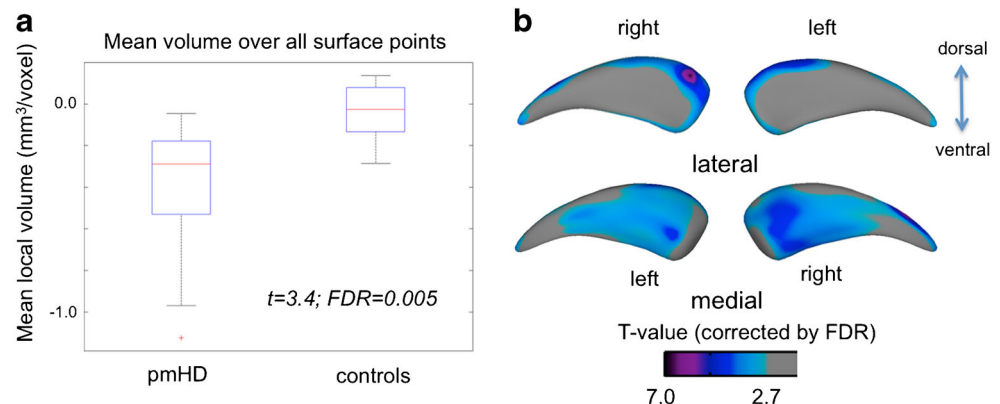 a
Mean volume over all surface points
Mean local volume (mm³/voxel)
0.0
-1.0
t=3.4; FDR=0.005
pmHD
controls
b
right
left
dorsal
ventral
lateral
left
right
medial
T-value (corrected by FDR)
7.0
2.7